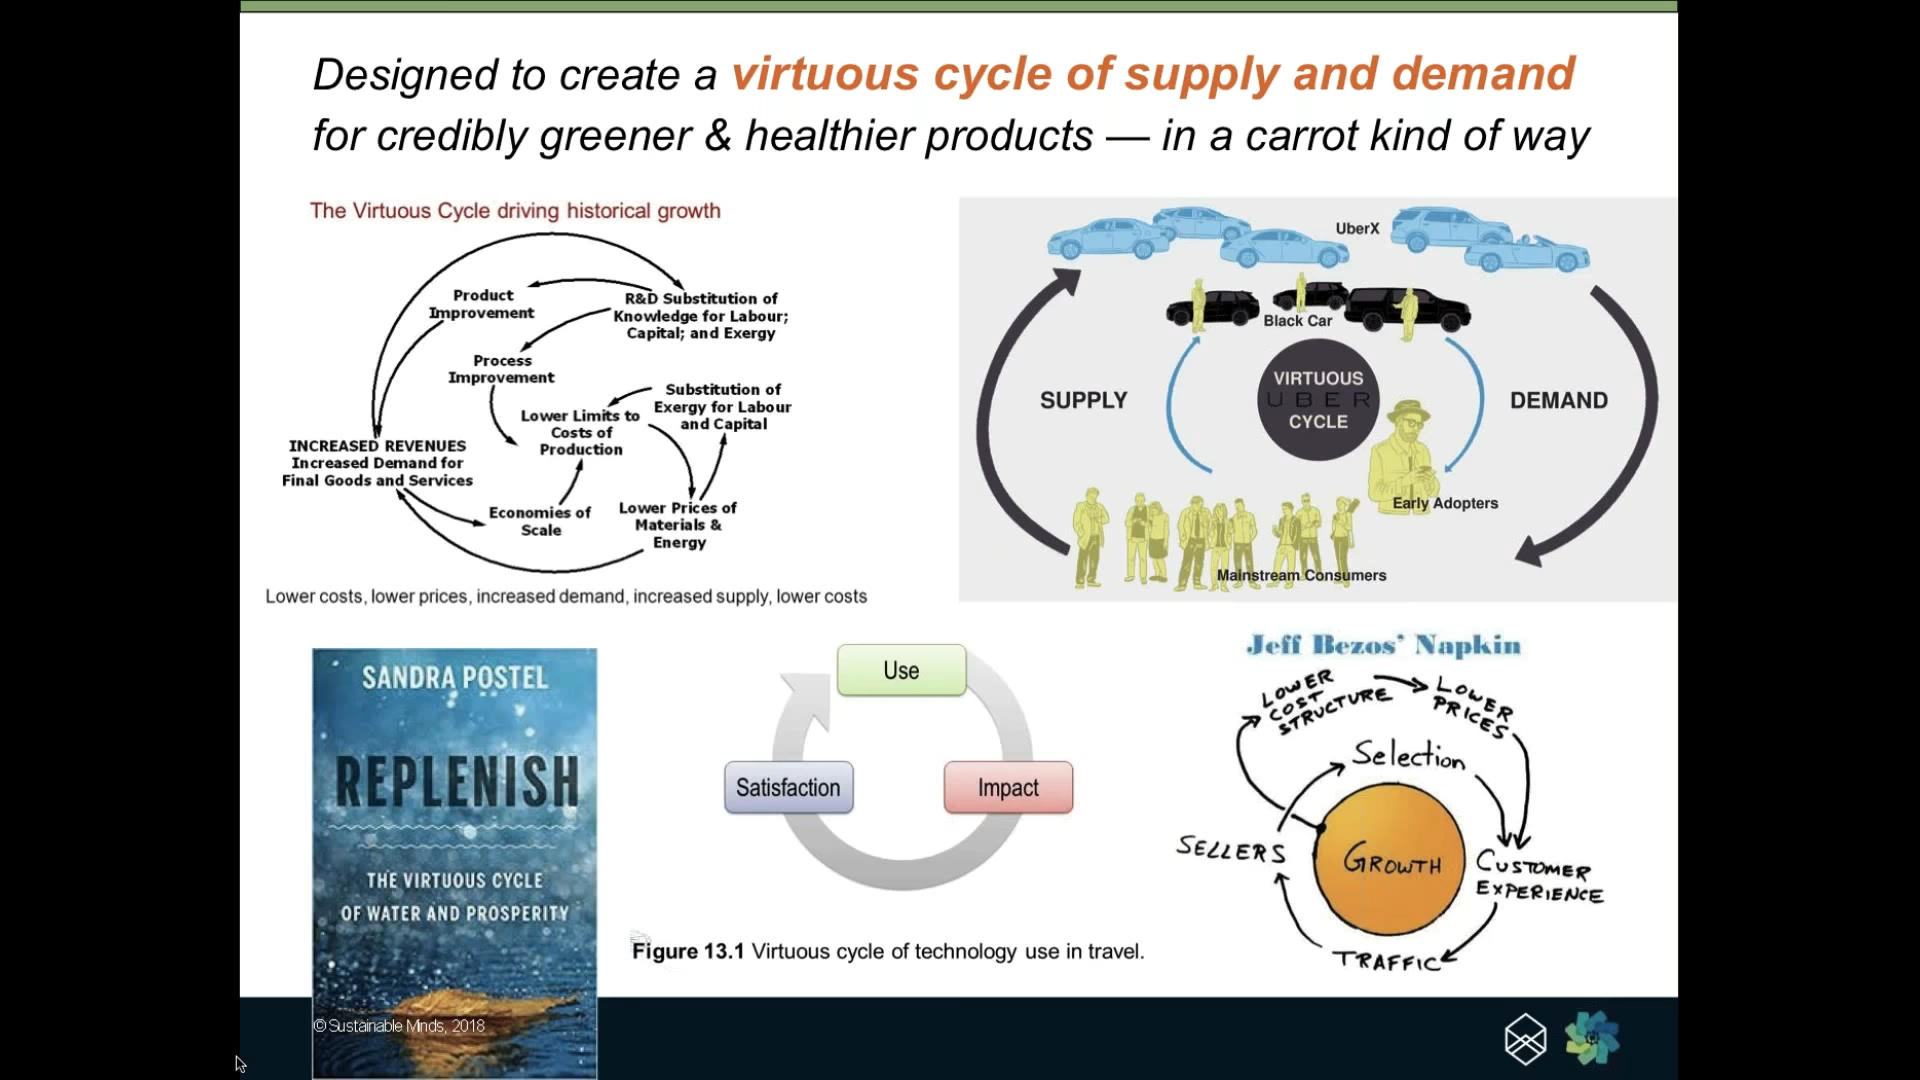 Designed to create a virtuous cycle of supply and demand
for credibly greener & healthier products — in a carrot kind of way
The Virtuous Cycle driving historical growth
Product
Improvement
R&D Substitution of
Knowledge for Labour;
Capital; and Exergy
Process
Improvement
Substitution of
Exergy for Labour
and Capital
Lower Limits to
Costs of
Production
INCREASED REVENUES
Increased Demand for
Final Goods and Services
Economies of
Scale
Lower Prices of
Materials &
Energy
Lower costs, lower prices, increased demand, increased supply, lower costs
UberX
Black Car
SUPPLY
VIRTUOUS
UBER
CYCLE
DEMAND
Early Adopters
Mainstream Consumers
SANDRA POSTEL
REPLENISH
THE VIRTUOUS CYCLE
OF WATER AND PROSPERITY
Use
Satisfaction
Impact
Figure 13.1 Virtuous cycle of technology use in travel.
Jeff Bezos' Napkin
LOWER
COST
STRUCTURE
LOWER
PRICES
Selection
SELLERS
GROWTH
CUSTOMER
EXPERIENCE
TRAFFIC
© Sustainable Minds, 2018